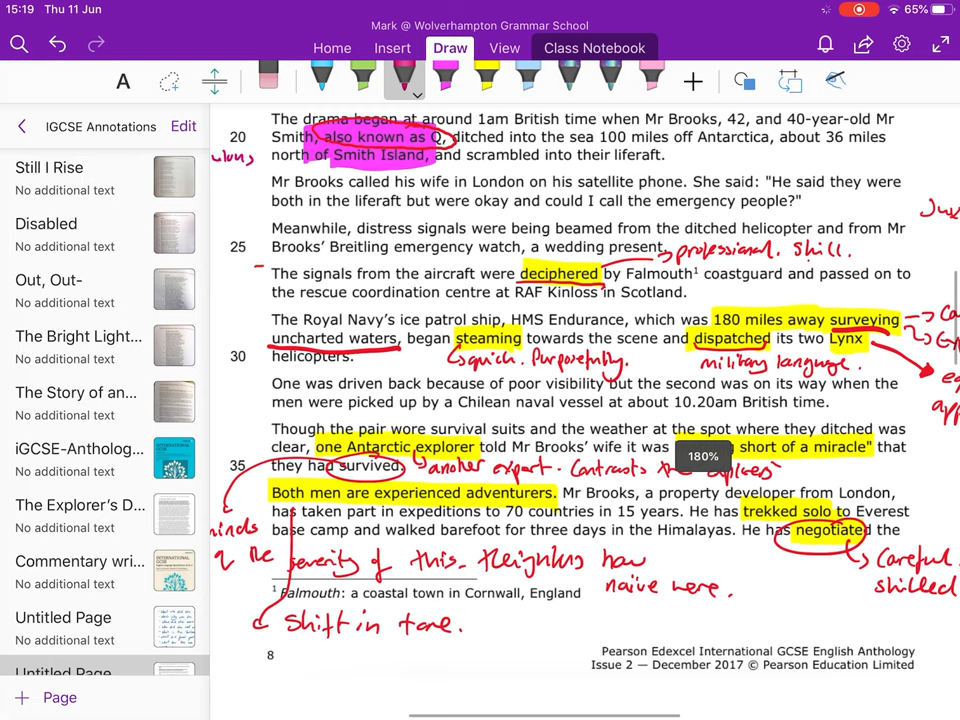 15:19 Thu 11 Jun
65%
Mark @ Wolverhampton Grammar School
Home Insert Draw View Class Notebook
A
IGCSE Annotations Edit
Still I Rise
No additional text
Disabled
No additional text
Out, Out-
No additional text
The Bright Light...
No additional text
The Story of an...
No additional text
iGCSE-Antholog...
No additional text
The Explorer's D...
No additional text
Commentary wri...
No additional text
Untitled Page
No additional text
Untitled Page
+ Page
The drama began at around 1am British time when Mr Brooks, 42, and 40-year-old Mr
20 Smith, also known as Q, ditched into the sea 100 miles off Antarctica, about 36 miles
north of Smith Island, and scrambled into their liferaft.
Mr Brooks called his wife in London on his satellite phone. She said: "He said they were
both in the liferaft but were okay and could I call the emergency people?"
Meanwhile, distress signals were being beamed from the ditched helicopter and from Mr
25 Brooks' Breitling emergency watch, a wedding present.
professional. Skill.
The signals from the aircraft were deciphered by Falmouth¹ coastguard and passed on to
the rescue coordination centre at RAF Kinloss in Scotland.
The Royal Navy's ice patrol ship, HMS Endurance, which was 180 miles away surveying
uncharted waters, began steaming towards the scene and dispatched its two Lynx
30 helicopters.
quick. Purposefully. military language.
One was driven back because of poor visibility but the second was on its way when the
men were picked up by a Chilean naval vessel at about 10.20am British time.
Though the pair wore survival suits and the weather at the spot where they ditched was
clear, one Antarctic explorer told Mr Brooks' wife it was short of a miracle" that
180%
35 they had survived.
another expert. Contrasts the explorers
Both men are experienced adventurers. Mr Brooks, a property developer from London,
has taken part in expeditions to 70 countries in 15 years. He has trekked solo to Everest
base camp and walked barefoot for three days in the Himalayas. He has negotiated the
severity of this. Heightens how
naive were.
Careful
skilled
¹ Falmouth: a coastal town in Cornwall, England
Shift in tone.
8
Pearson Edexcel International GCSE English Anthology
Issue 2 — December 2017 © Pearson Education Limited